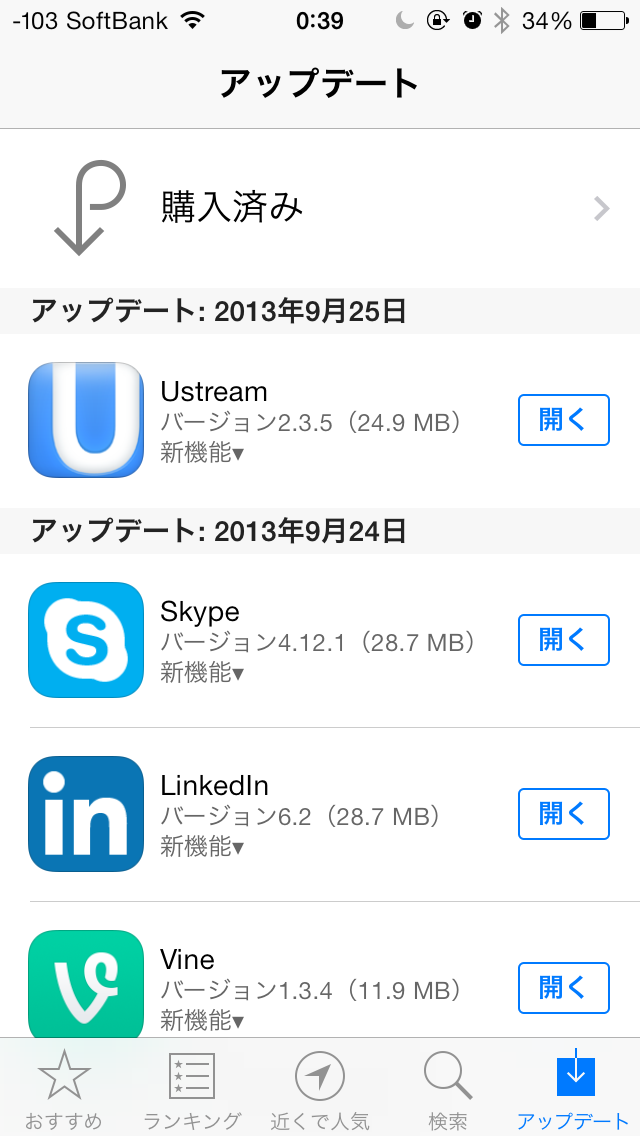 -103 SoftBank 0:39 34%
アップデート
購入済み
アップデート: 2013年9月25日
Ustream
バージョン2.3.5（24.9 MB）
新機能▾
開く
アップデート: 2013年9月24日
Skype
バージョン4.12.1（28.7 MB）
新機能▾
開く
LinkedIn
バージョン6.2（28.7 MB）
新機能▾
開く
Vine
バージョン1.3.4（11.9 MB）
新機能▾
開く
おすすめ ランキング 近くで人気 検索 アップデート